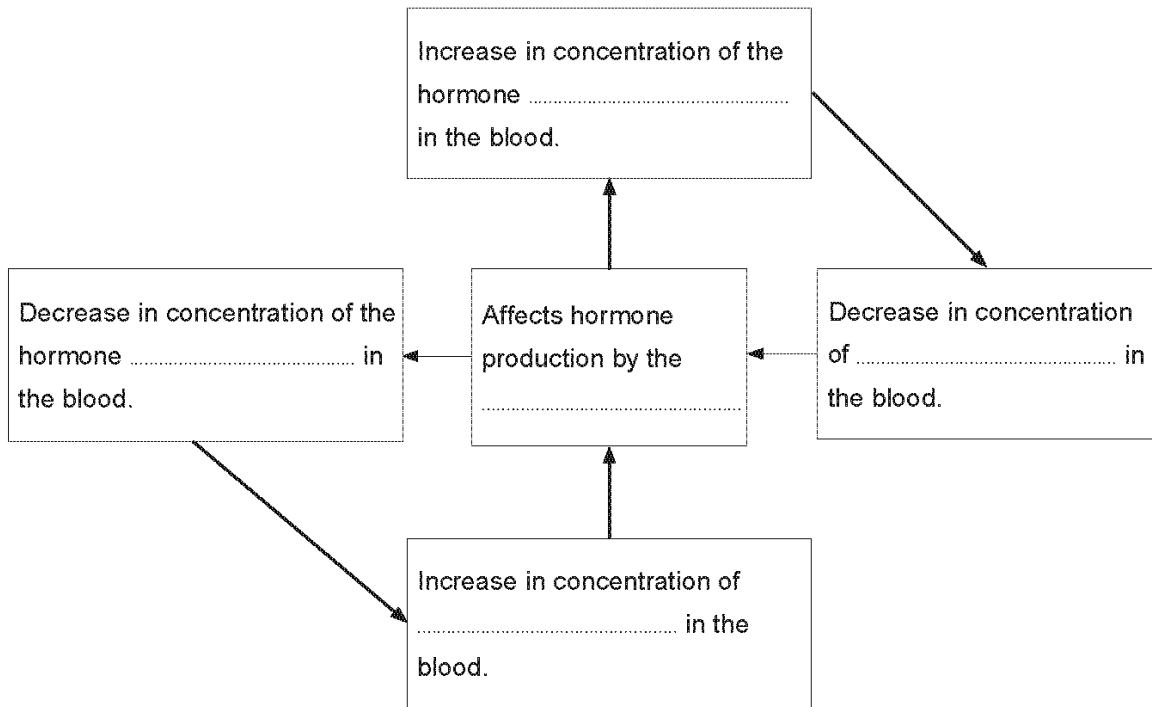 Increase in concentration of the
hormone ................................................
in the blood.
Decrease in concentration of the
hormone ........................................ in
the blood.
Affects hormone
production by the
................................................
Decrease in concentration
of ................................................ in
the blood.
Increase in concentration of
................................................ in the
blood.